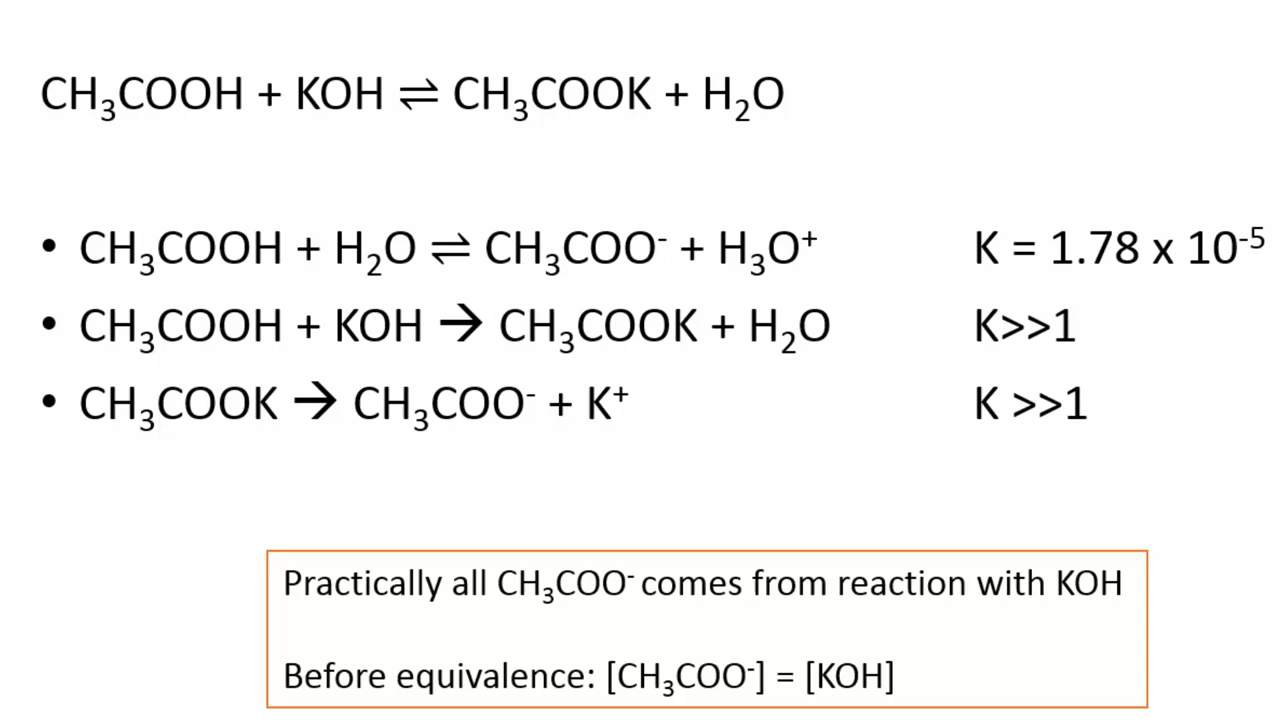 CH₃COOH + KOH ⇌ CH₃COOK + H₂O
• CH₃COOH + H₂O ⇌ CH₃COO⁻ + H₃O⁺ K = 1.78 x 10⁻⁵
• CH₃COOH + KOH → CH₃COOK + H₂O K>>1
• CH₃COOK → CH₃COO⁻ + K⁺ K >>1
Practically all CH₃COO⁻ comes from reaction with KOH
Before equivalence: [CH₃COO⁻] = [KOH]